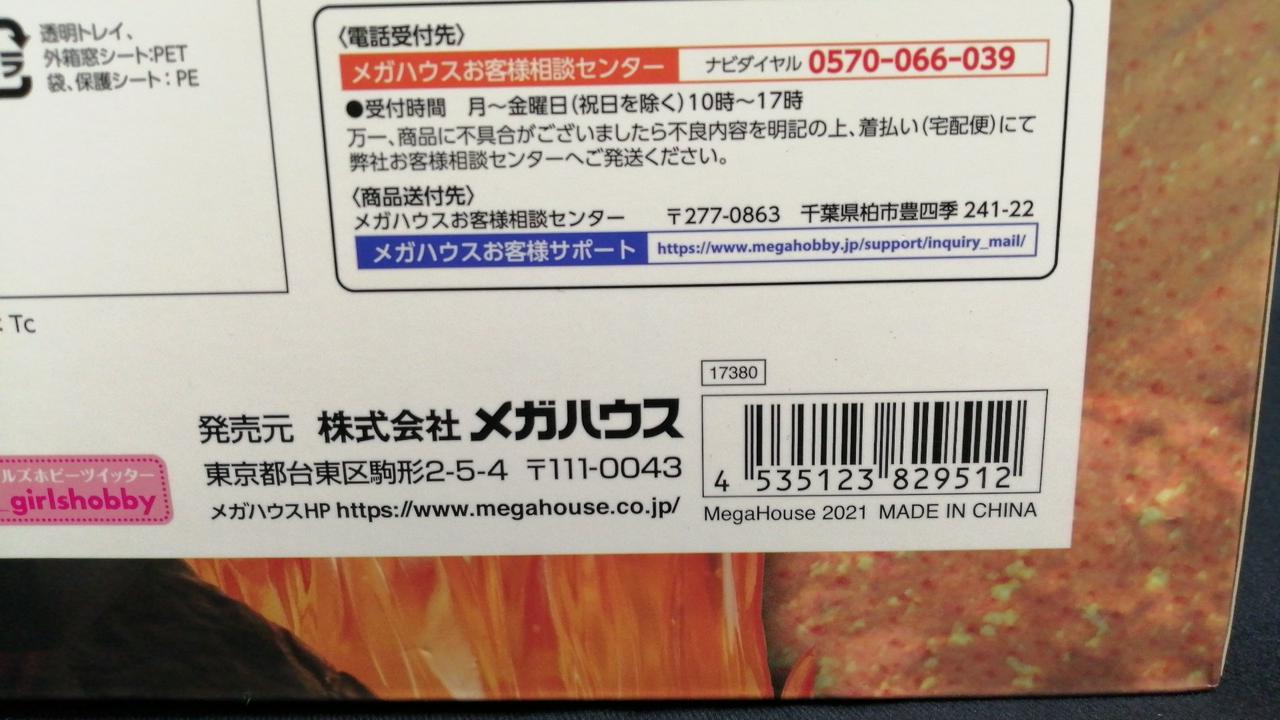 透明トレイ、
外箱窓シート:PET
袋、保護シート:PE
〈電話受付先〉
メガハウスお客様相談センター ナビダイヤル 0570-066-039
●受付時間 月~金曜日(祝日を除く)10時~17時
万一、商品に不具合がございましたら不良内容を明記の上、着払い(宅配便)にて
弊社お客様相談センターへご発送ください。
〈商品送付先〉
メガハウスお客様相談センター 〒277-0863 千葉県柏市豊四季 241-22
メガハウスお客様サポート https://www.megahobby.jp/support/inquiry_mail/
Tc
17380
発売元 株式会社 メガハウス
東京都台東区駒形2-5-4 〒111-0043
メガハウスHP https://www.megahouse.co.jp/
ルズホビーツイッター
_girlshobby
4 535123 829512
MegaHouse 2021 MADE IN CHINA